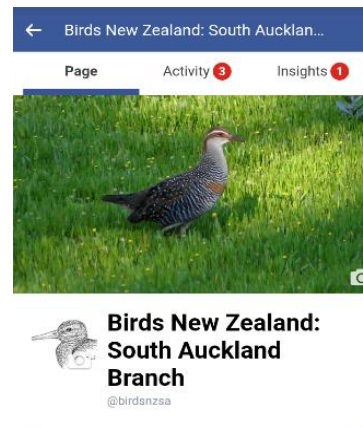 Birds New Zealand: South Aucklan...
Page Activity 3 Insights 1
Birds New Zealand:
South Auckland
Branch
@birdsnzsa